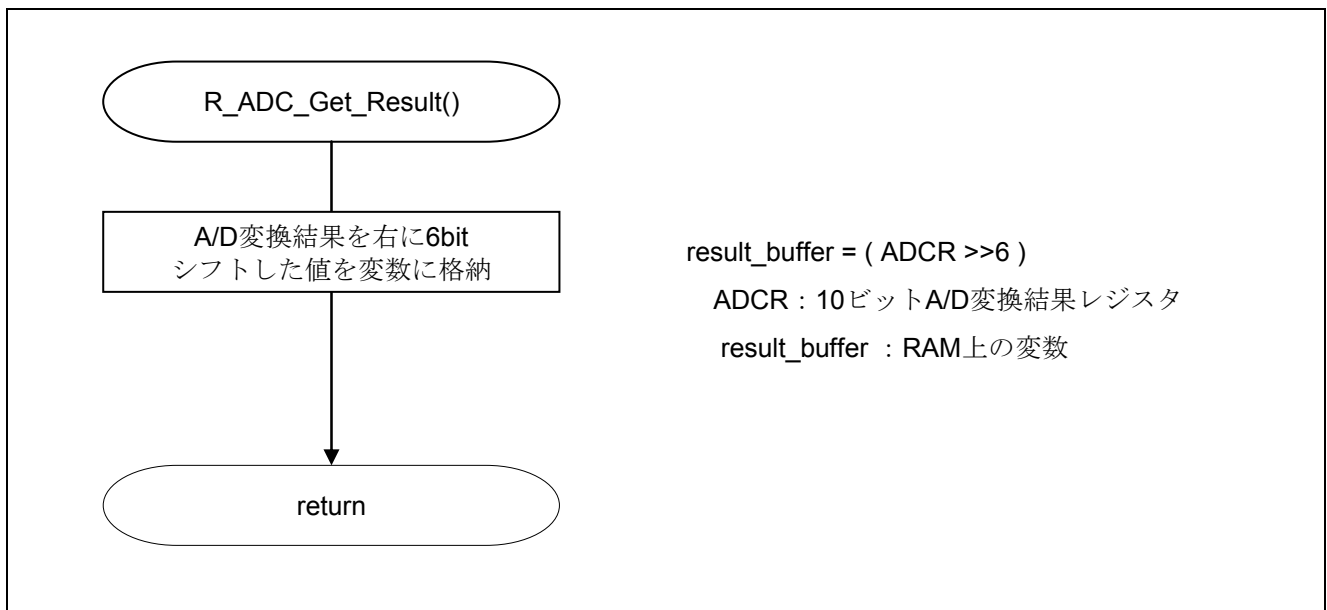 R_ADC_Get_Result()
A/D変換結果を右に6bit
シフトした値を変数に格納
result_buffer = ( ADCR >>6 )
ADCR：10ビットA/D変換結果レジスタ
result_buffer ：RAM上の変数
return